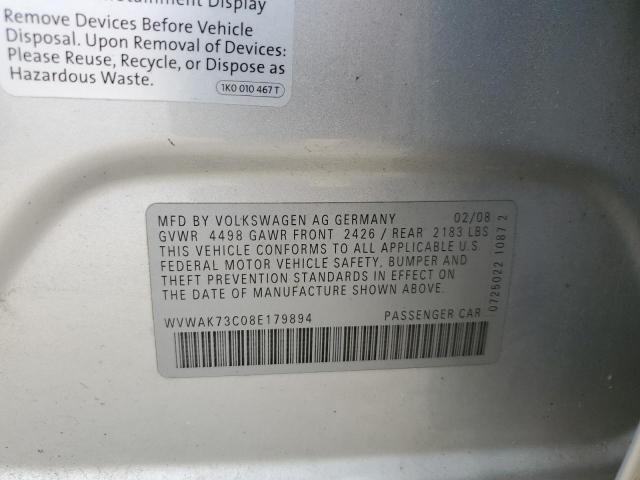 Display
Remove Devices Before Vehicle
Disposal. Upon Removal of Devices:
Please Reuse, Recycle, or Dispose as
Hazardous Waste.
1K0 010 467 T
MFD BY VOLKSWAGEN AG GERMANY 02/08
GVWR 4498 GAWR FRONT 2426 / REAR 2183 LBS
THIS VEHICLE CONFORMS TO ALL APPLICABLE U.S.
FEDERAL MOTOR VEHICLE SAFETY, BUMPER AND
THEFT PREVENTION STANDARDS IN EFFECT ON
THE DATE OF MANUFACTURE SHOWN ABOVE.
WVWAK73C08E179894 PASSENGER CAR
0725022 1087 2